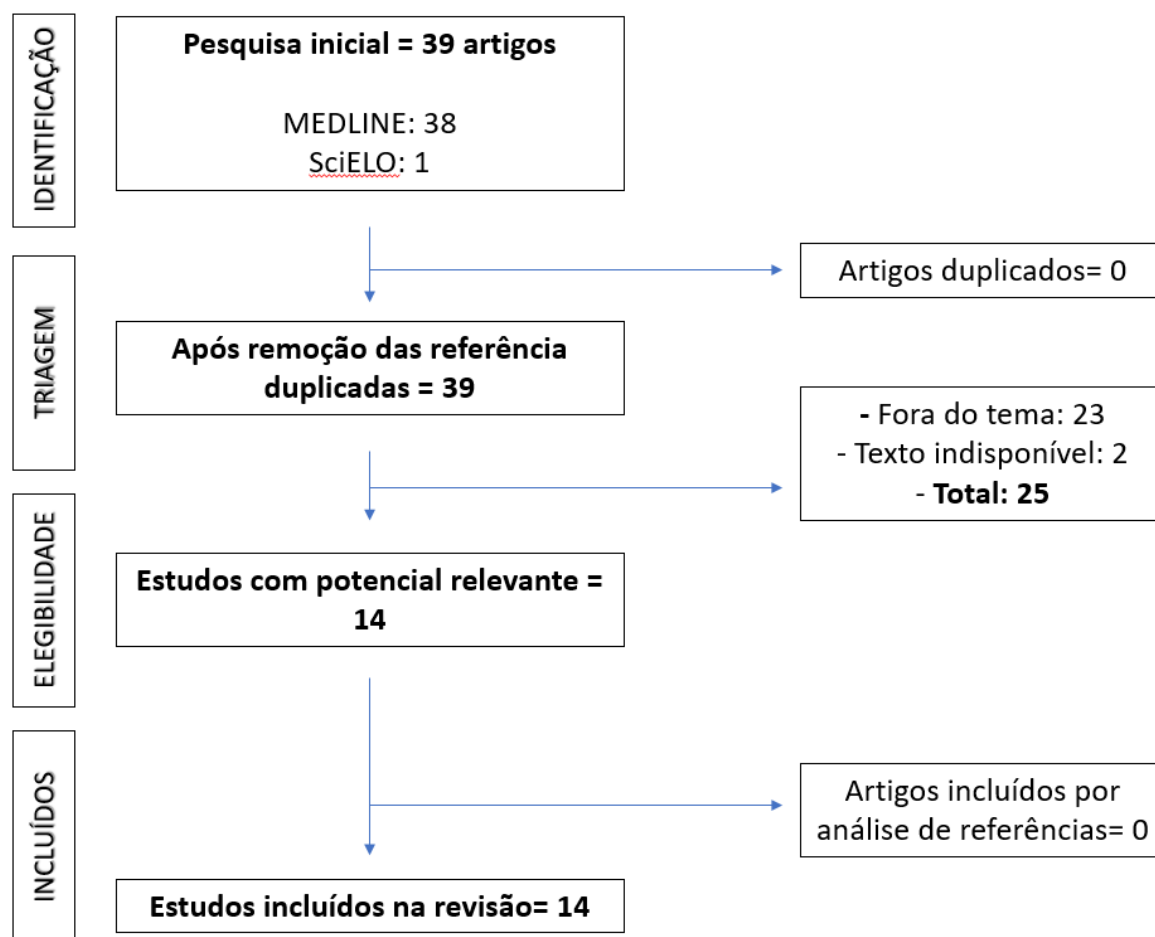 IDENTIFICAÇÃO
Pesquisa inicial = 39 artigos
MEDLINE: 38
SciELO: 1
Artigos duplicados= 0
TRIAGEM
Após remoção das referência
duplicadas = 39
- Fora do tema: 23
- Texto indisponível: 2
- Total: 25
ELEGIBILIDADE
Estudos com potencial relevante =
14
INCLUÍDOS
Artigos incluídos por
análise de referências= 0
Estudos incluídos na revisão= 14